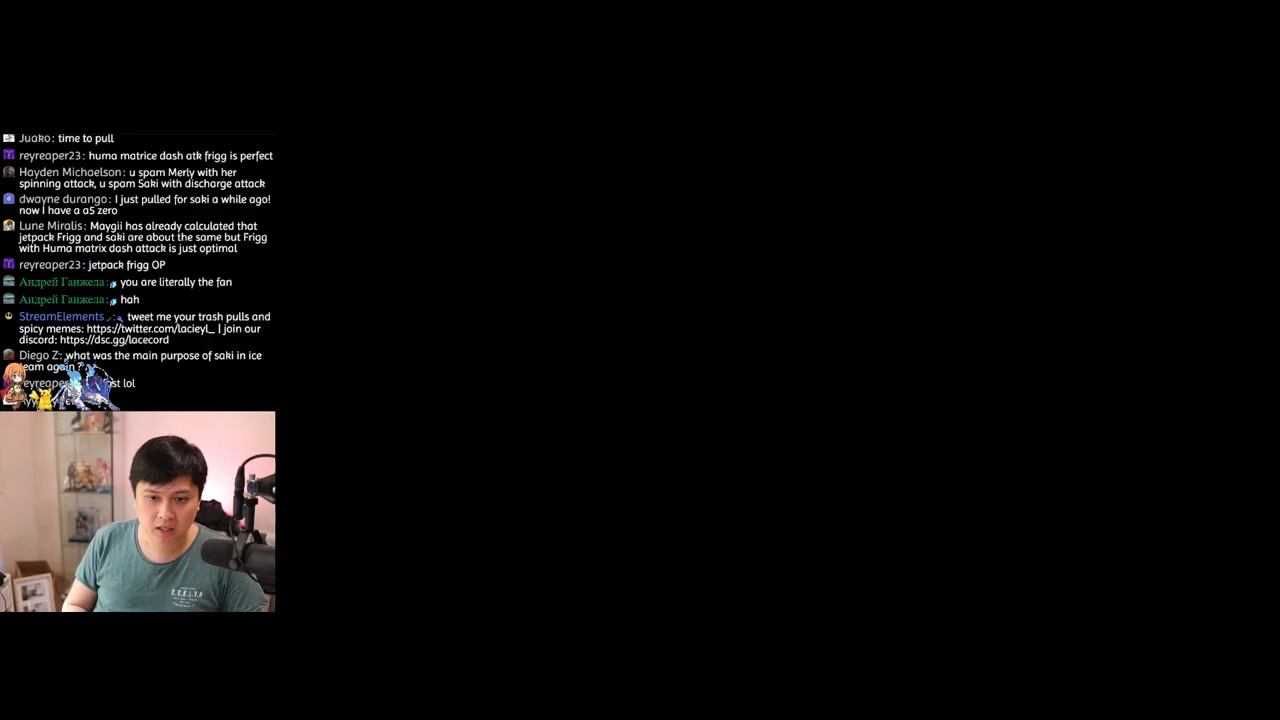 Juako: time to pull
reyreaper23: huma matrice dash atk frigg is perfect
Hayden Michaelson: u spam Merly with her
spinning attack, u spam Saki with discharge attack
dwayne durango: I just pulled for saki a while ago!
now I have a a5 zero
Lune Miralis: Maygii has already calculated that
jetpack Frigg and saki are about the same but Frigg
with Huma matrix dash attack is just optimal
reyreaper23: jetpack frigg OP
Андрей Ганжела: you are literally the fan
Андрей Ганжела: hah
StreamElements : tweet me your trash pulls and
spicy memes: https://twitter.com/lacieyl_ | join our
discord: https://dsc.gg/lacecord
Diego Z: what was the main purpose of saki in ice
team again ?
lol